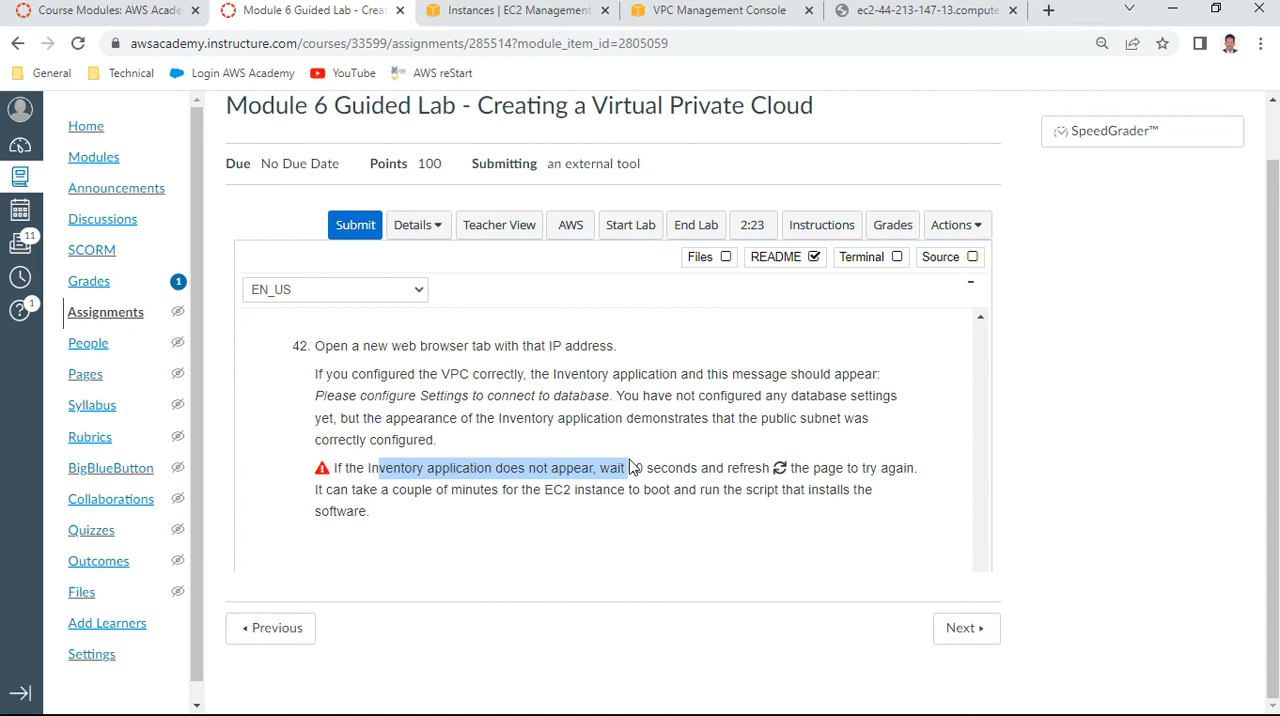 Course Modules: AWS Acade
Module 6 Guided Lab - Crea
Instances | EC2 Management
VPC Management Console
ec2-44-213-147-13.compute
awsacademy.instructure.com/courses/33599/assignments/285514?module_item_id=2805059
General
Technical
Login AWS Academy
YouTube
AWS reStart
Module 6 Guided Lab - Creating a Virtual Private Cloud
SpeedGrader™
Due No Due Date Points 100 Submitting an external tool
Home
Modules
Announcements
Discussions
SCORM
Grades 1
Assignments
People
Pages
Syllabus
Rubrics
BigBlueButton
Collaborations
Quizzes
Outcomes
Files
Add Learners
Settings
11
1
Submit Details Teacher View AWS Start Lab End Lab 2:23 Instructions Grades Actions
Files README Terminal Source
EN_US
42. Open a new web browser tab with that IP address.
If you configured the VPC correctly, the Inventory application and this message should appear:
Please configure Settings to connect to database. You have not configured any database settings
yet, but the appearance of the Inventory application demonstrates that the public subnet was
correctly configured.
If the Inventory application does not appear, wait seconds and refresh the page to try again.
It can take a couple of minutes for the EC2 instance to boot and run the script that installs the
software.
Previous
Next